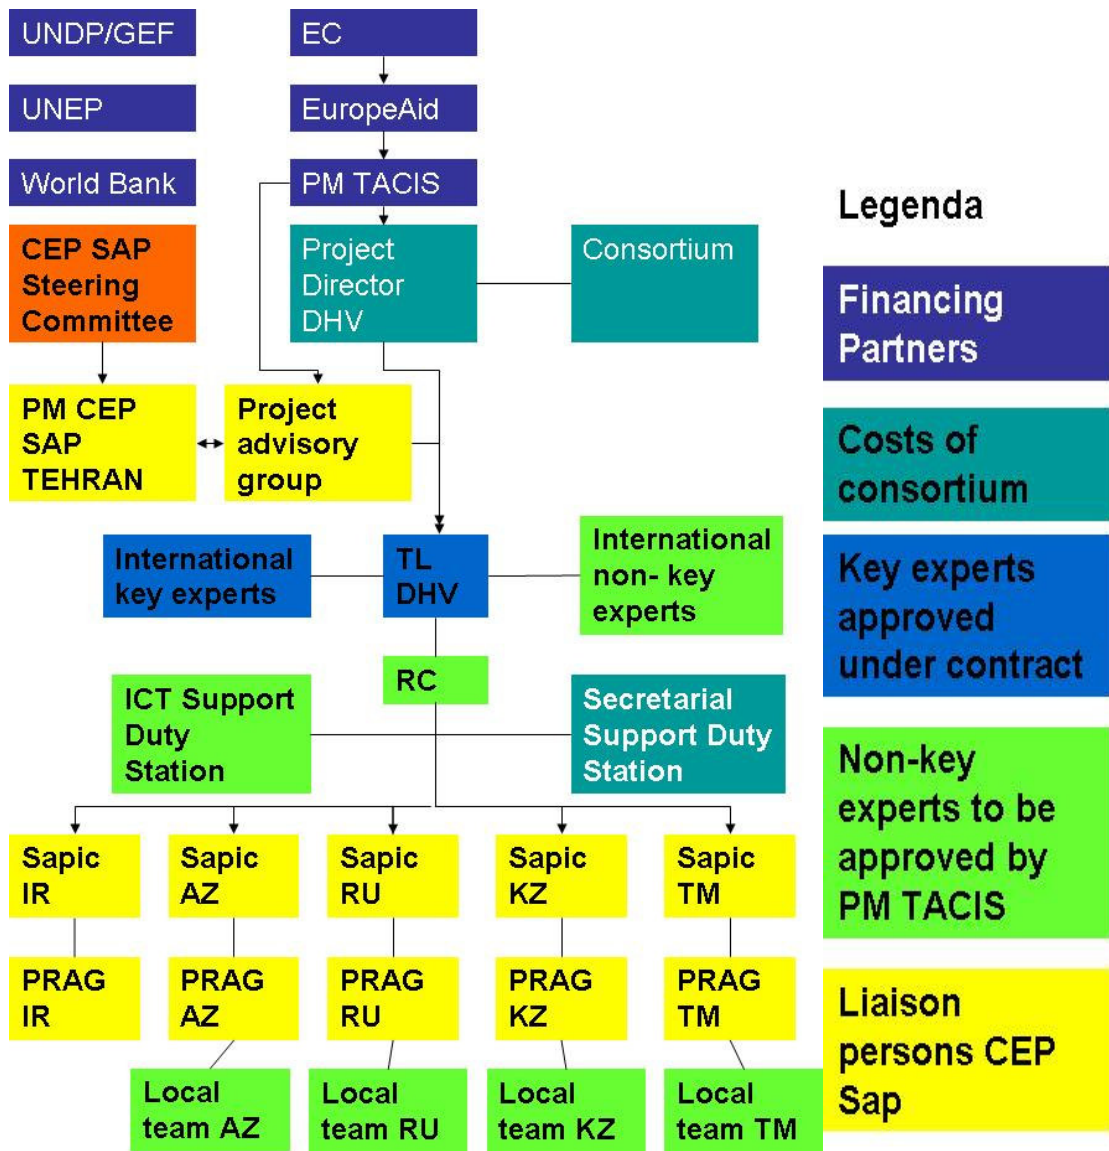 UNDP/GEF
EC
UNEP
EuropeAid
World Bank
PM TACIS
CEP SAP
Steering
Committee
Project
Director
DHV
Consortium
PM CEP
SAP
TEHRAN
Project
advisory
group
International
key experts
TL
DHV
International
non- key
experts
RC
ICT Support
Duty
Station
Secretarial
Support Duty
Station
Sapic
IR
Sapic
AZ
Sapic
RU
Sapic
KZ
Sapic
TM
PRAG
IR
PRAG
AZ
PRAG
RU
PRAG
KZ
PRAG
TM
Local
team AZ
Local
team RU
Local
team KZ
Local
team TM
Legenda
Financing
Partners
Costs of
consortium
Key experts
approved
under contract
Non-key
experts to be
approved by
PM TACIS
Liaison
persons CEP
Sap